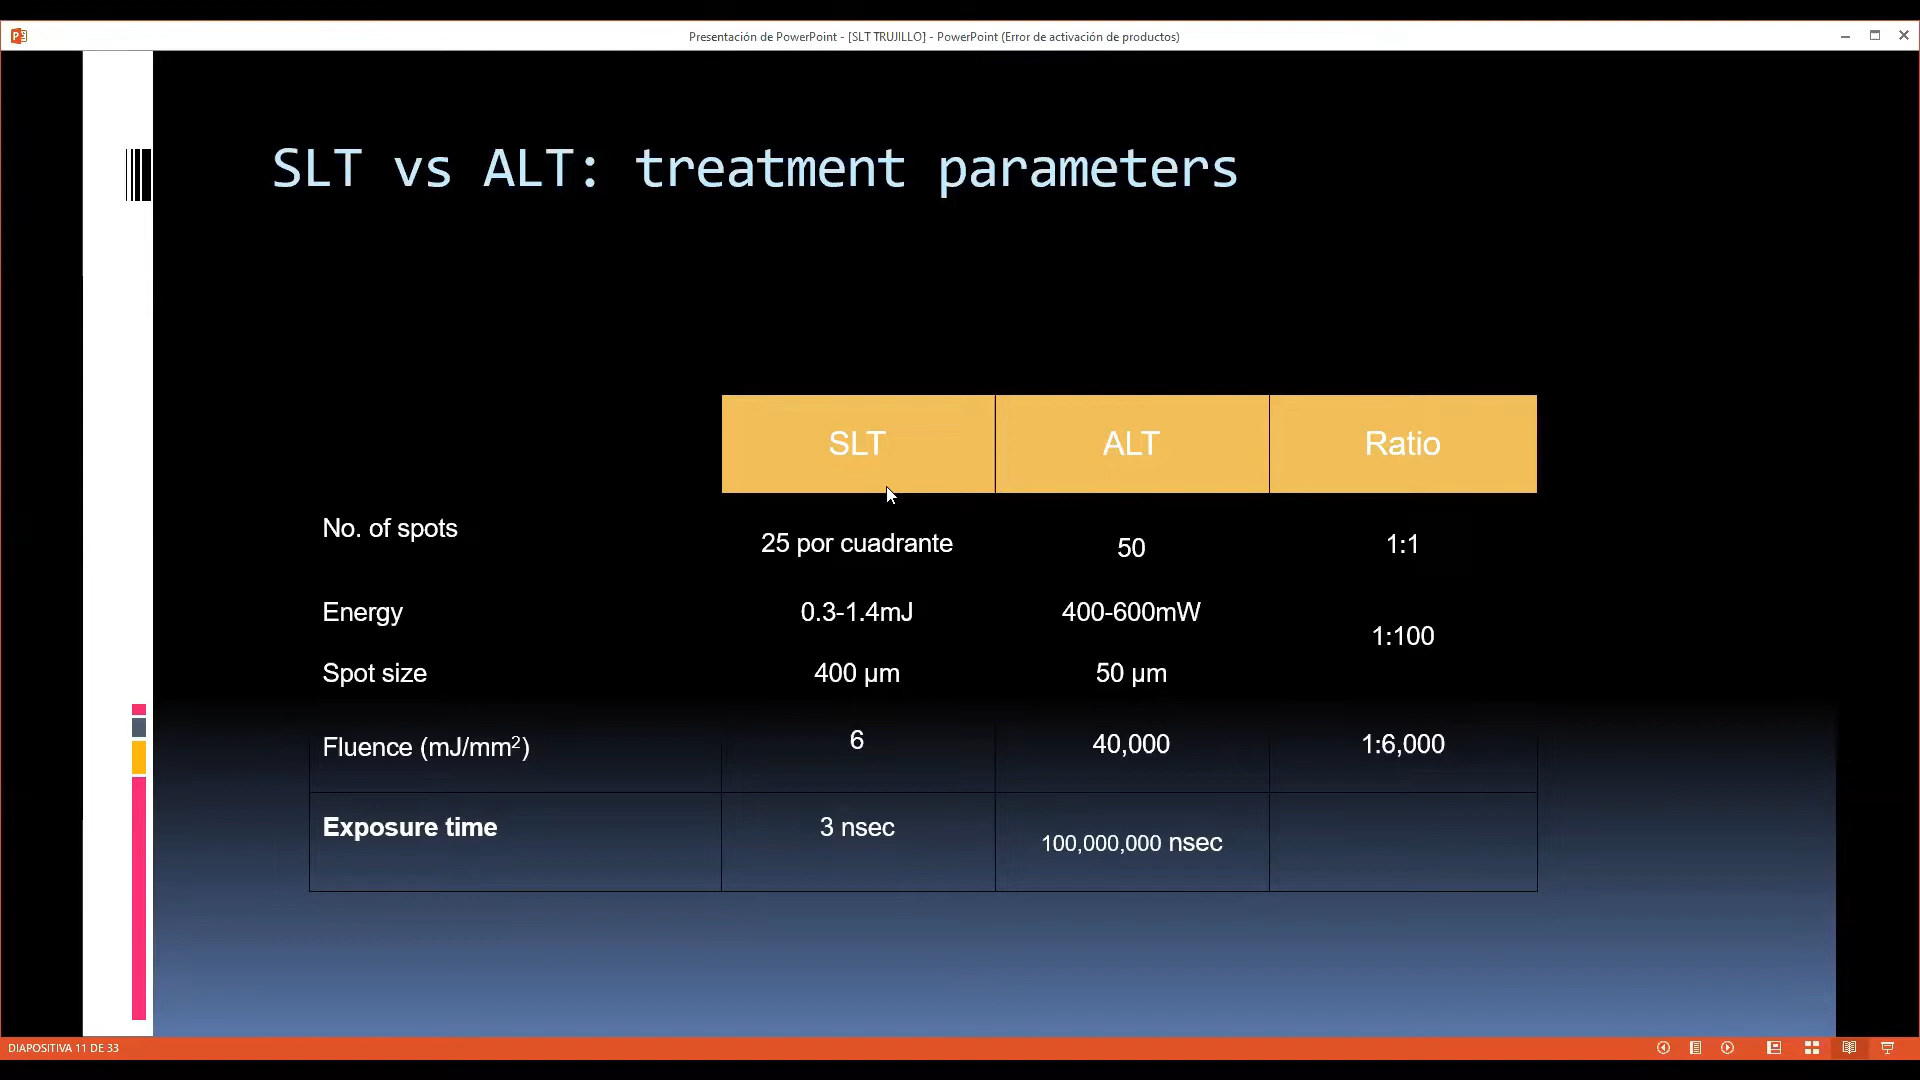 Presentación de PowerPoint - [SLT TRUJILLO] - PowerPoint (Error de activación de productos)
SLT vs ALT: treatment parameters
SLT ALT Ratio
No. of spots 25 por cuadrante 50 1:1
Energy 0.3-1.4mJ 400-600mW 1:100
Spot size 400 µm 50 µm
Fluence (mJ/mm²) 6 40,000 1:6,000
Exposure time 3 nsec 100,000,000 nsec
DIAPOSITIVA 11 DE 33